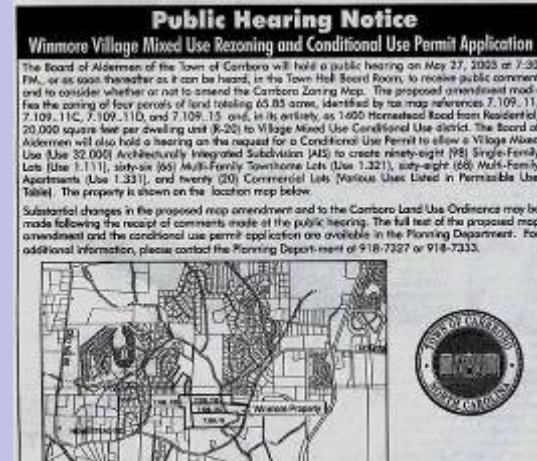 Public Hearing Notice
Winmore Village Mixed Use Rezoning and Conditional Use Permit Application
The Board of Aldermen of the Town of Carrboro will hold a public hearing on May 27, 2003 at 7:30
PM., or as soon thereafter as it can be heard, in the Town Hall Board Room, to receive public comment
and to consider whether or not to amend the Carrboro Zoning Map. The proposed amendment modi-
fies the zoning of four parcels of land totaling 65.85 acres, identified by tax map references 7.109..11,
7.109..11C, 7.109..11D, and 7.109..15 and, in its entirety, as 1400 Homestead Road from Residential,
20,000 square feet per dwelling unit (R-20) to Village Mixed Use Conditional Use district. The Board of
Aldermen will also hold a hearing on the request for a Conditional Use Permit to allow a Village Mixed
Use (Use 32.000) Architecturally Integrated Subdivision (AIS) to create ninety-eight (98) Single-Family
Lots (Use 1.111), sixty-six (66) Multi-Family Townhome Lots (Use 1.321), sixty-eight (68) Multi-Family
Apartments (Use 1.331), and twenty (20) Commercial Lots (Various Uses Listed in Permissible Use
Table). The property is shown on the location map below.
Substantial changes in the proposed map amendment and to the Carrboro Land Use Ordinance may be
made following the receipt of comments made at the public hearing. The full text of the proposed map
amendment and the conditional use permit application are available in the Planning Department. For
additional information, please contact the Planning Depart-ment at 918-7327 or 918-7333.
Winmore Property
TOWN OF CARRBORO
NORTH CAROLINA